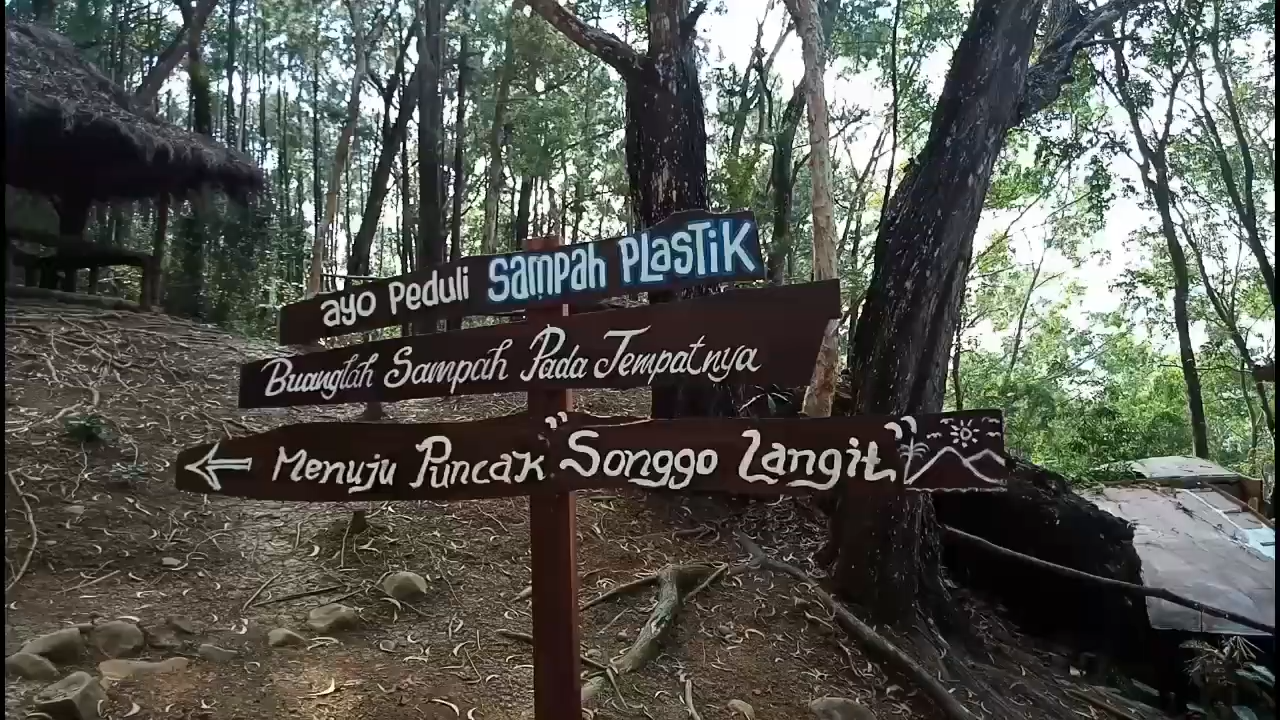 ayo Peduli Sampah PLaSTiK
Buanglah Sampah Pada Tempatnya
Menuju Puncak "Songgo Langit"